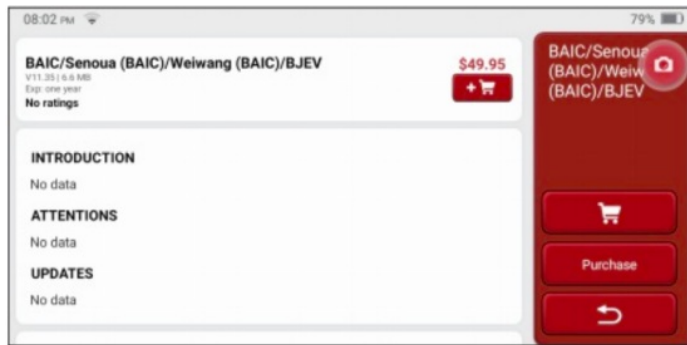 08:02 PM
79%
BAIC/Senoua (BAIC)/Weiwang (BAIC)/BJEV
$49.95
V11.35 | 6.6 MB
Exp: one year
No ratings
+
INTRODUCTION
No data
ATTENTIONS
No data
UPDATES
No data
BAIC/Senoua
(BAIC)/Weiw
(BAIC)/BJEV
Purchase